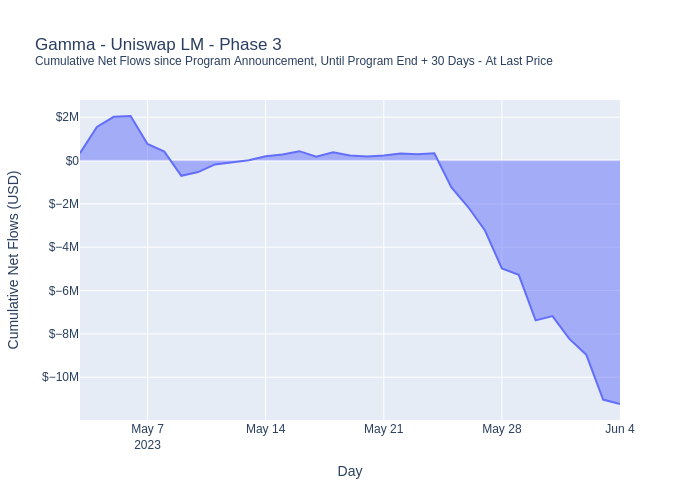 Gamma - Uniswap LM - Phase 3
Cumulative Net Flows since Program Announcement, Until Program End + 30 Days - At Last Price
Cumulative Net Flows (USD)
$2M
$0
$−2M
$−4M
$−6M
$−8M
$−10M
May 7
2023
May 14
May 21
May 28
Jun 4
Day